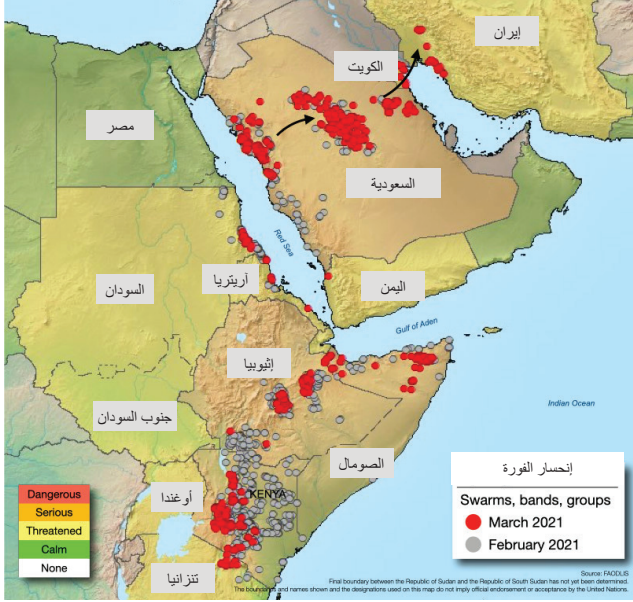 إيران
الكويت
مصر
السعودية
Red Sea
السودان
آريتريا
اليمن
Gulf of Aden
إثيوبيا
Indian Ocean
جنوب السودان
الصومال
إنحسار الفورة
أوغندا
KENYA
Dangerous
Serious
Threatened
Calm
None
Swarms, bands, groups
March 2021
February 2021
تنزانيا
Source: FAODLIS
Final boundary between the Republic of Sudan and the Republic of South Sudan has not yet been determined.
The boundaries and names shown and the designations used on this map do not imply official endorsement or acceptance by the United Nations.